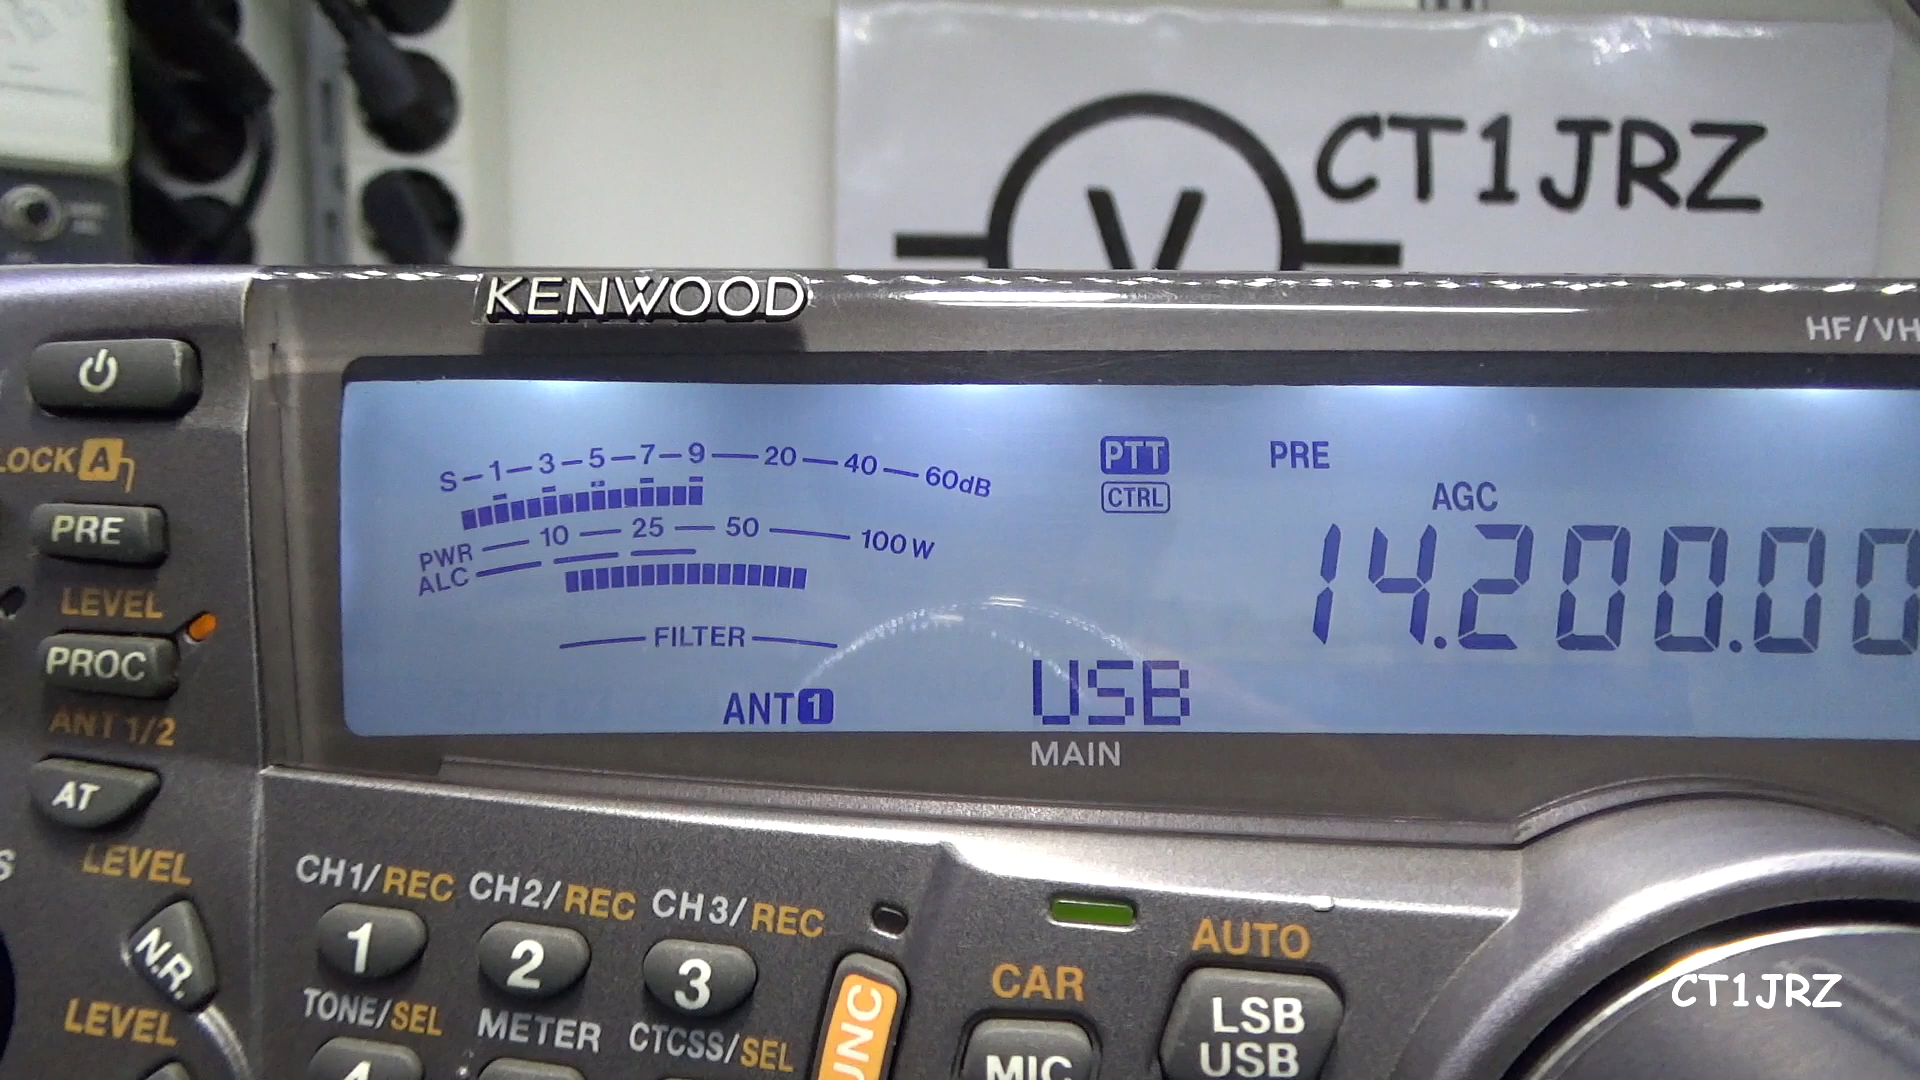 CT1JRZ
V
KENWOOD
HF/VH
LOCK A
S 1 3 5 7 9 20 40 60dB
PTT
PRE
CTRL
AGC
PRE
PWR 10 25 50 100W
ALC
14.200.00
LEVEL
FILTER
PROC
ANT 1
USB
ANT 1/2
MAIN
AT
LEVEL
CH1/REC CH2/REC CH3/REC
AUTO
1 2 3
N.R.
CAR
CT1JRZ
LEVEL
TONE/SEL METER CTCSS/SEL
LSB
USB
MIC